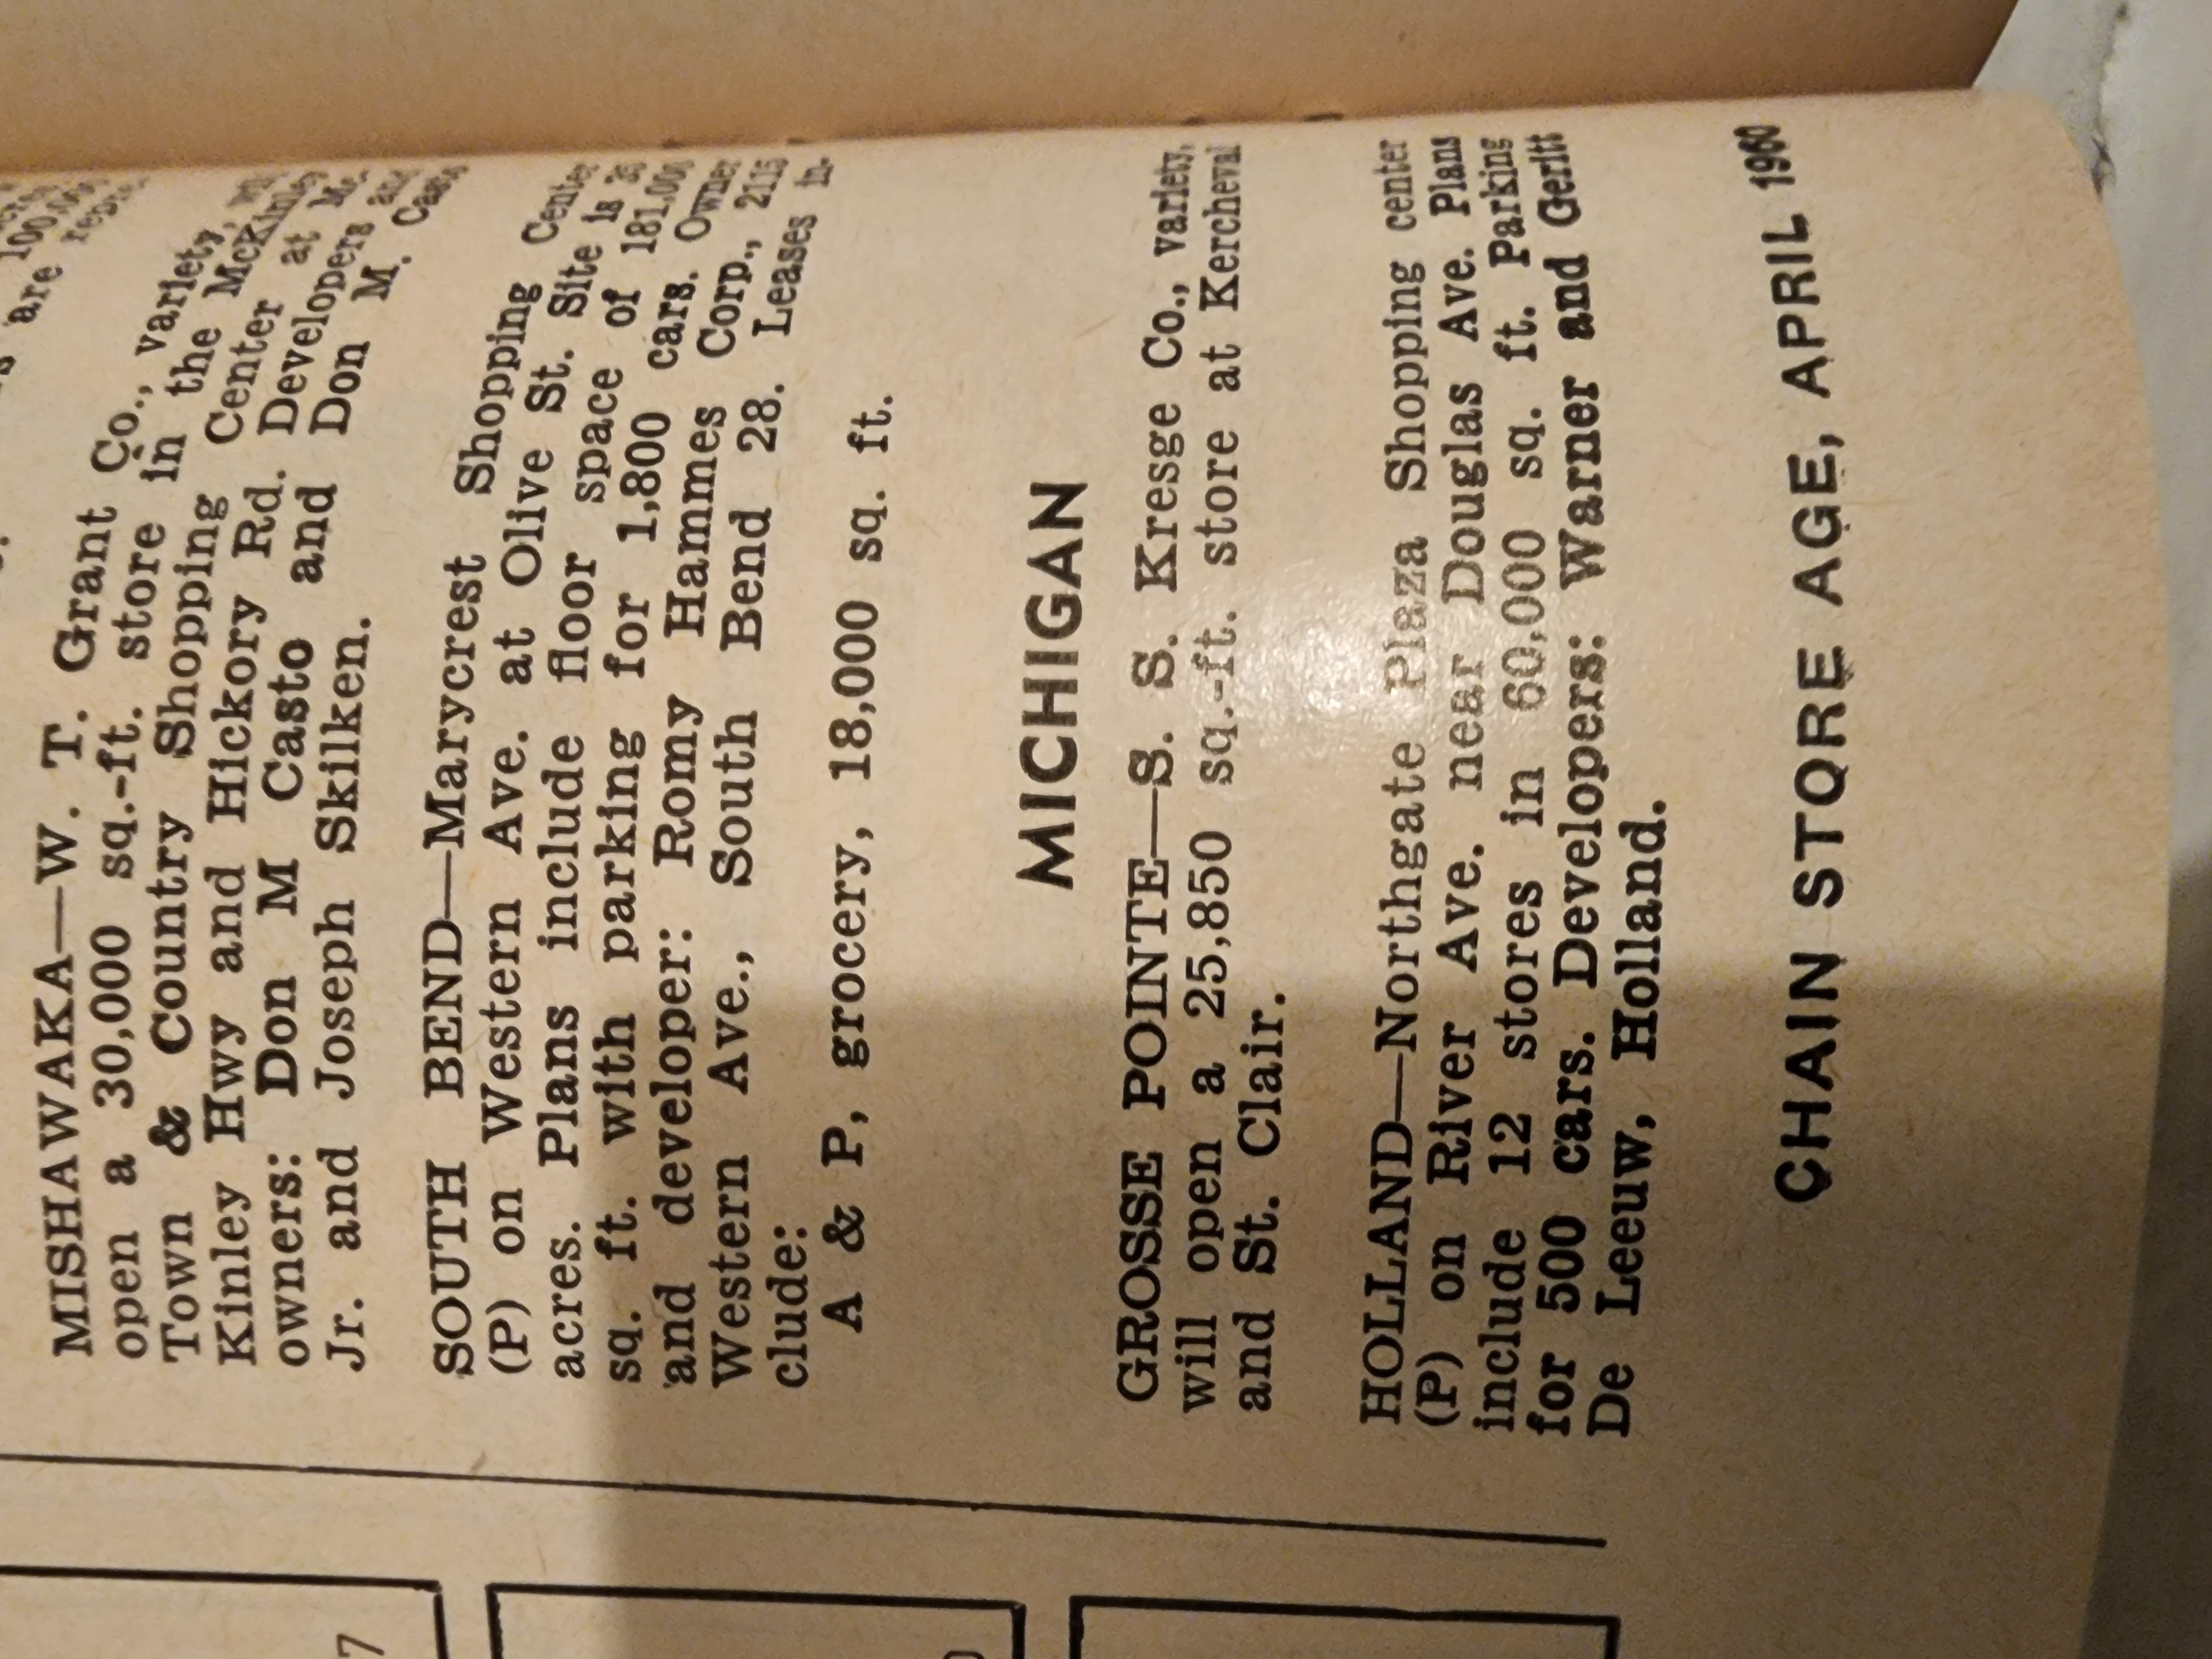 are
MISHAWAKA—W. T. Grant Co., variety,
open a 30,000 sq.-ft. store in the
Town & Country Shopping Center at
Kinley Hwy and Hickory Rd. Developers and
owners: Don M Casto and Don M.
Jr. and Joseph Skilken.
SOUTH BEND—Marycrest Shopping Center
(P) on Western Ave. at Olive St. Site is
acres. Plans include floor space of
sq. ft. with parking for 1,800 cars. Owner
and developer: Romy Hammes Corp., 2115
Western Ave., South Bend 28. Leases in-
clude:
A & P, grocery, 18,000 sq. ft.
MICHIGAN
GROSSE POINTE—S. S. Kresge Co., variety,
will open a 25,850 sq.-ft. store at Kercheval
and St. Clair.
HOLLAND—Northgate Plaza Shopping center
(P) on River Ave. near Douglas Ave. Plans
include 12 stores in 60,000 sq. ft. Parking
for 500 cars. Developers: Warner and Geritt
De Leeuw, Holland.
CHAIN STORE AGE, APRIL 1960
7